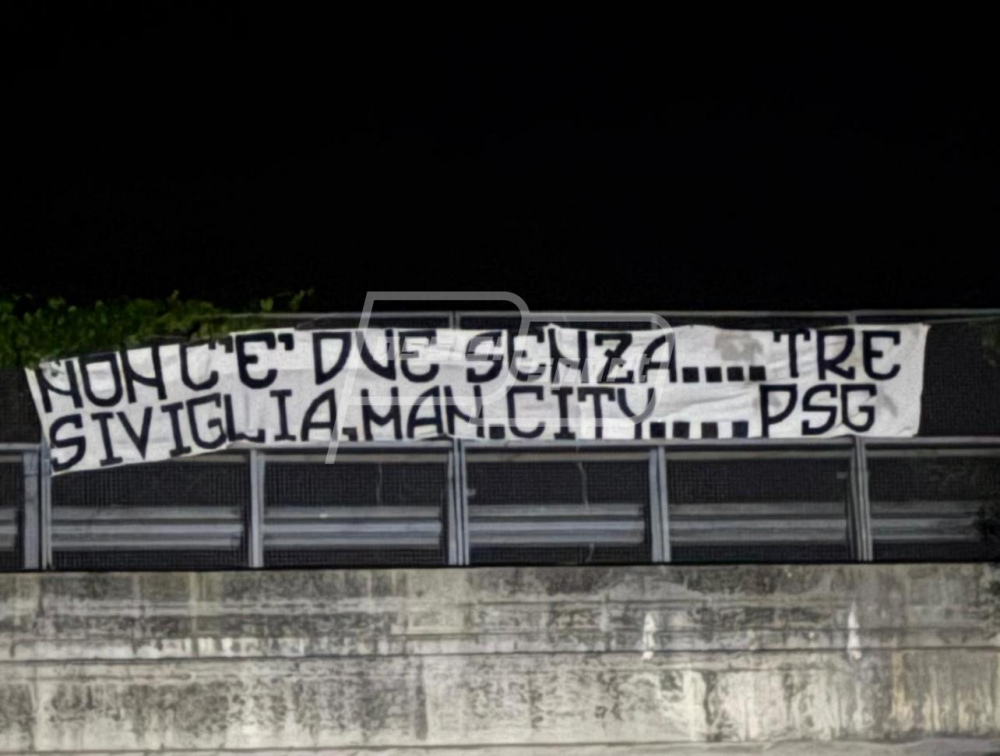 NON C'E' DUE SENZA.... TRE
SIVIGLIA, MAN. CITY..... PSG